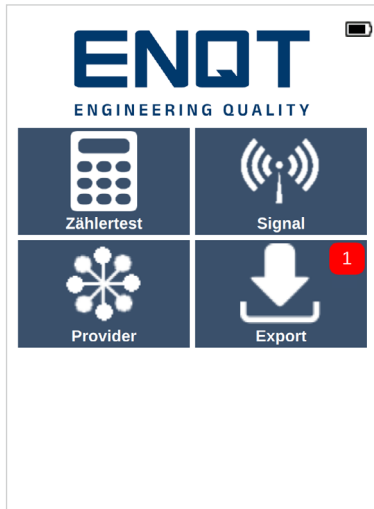 ENQT
ENGINEERING QUALITY
Zählertest
Signal
1
Provider
Export